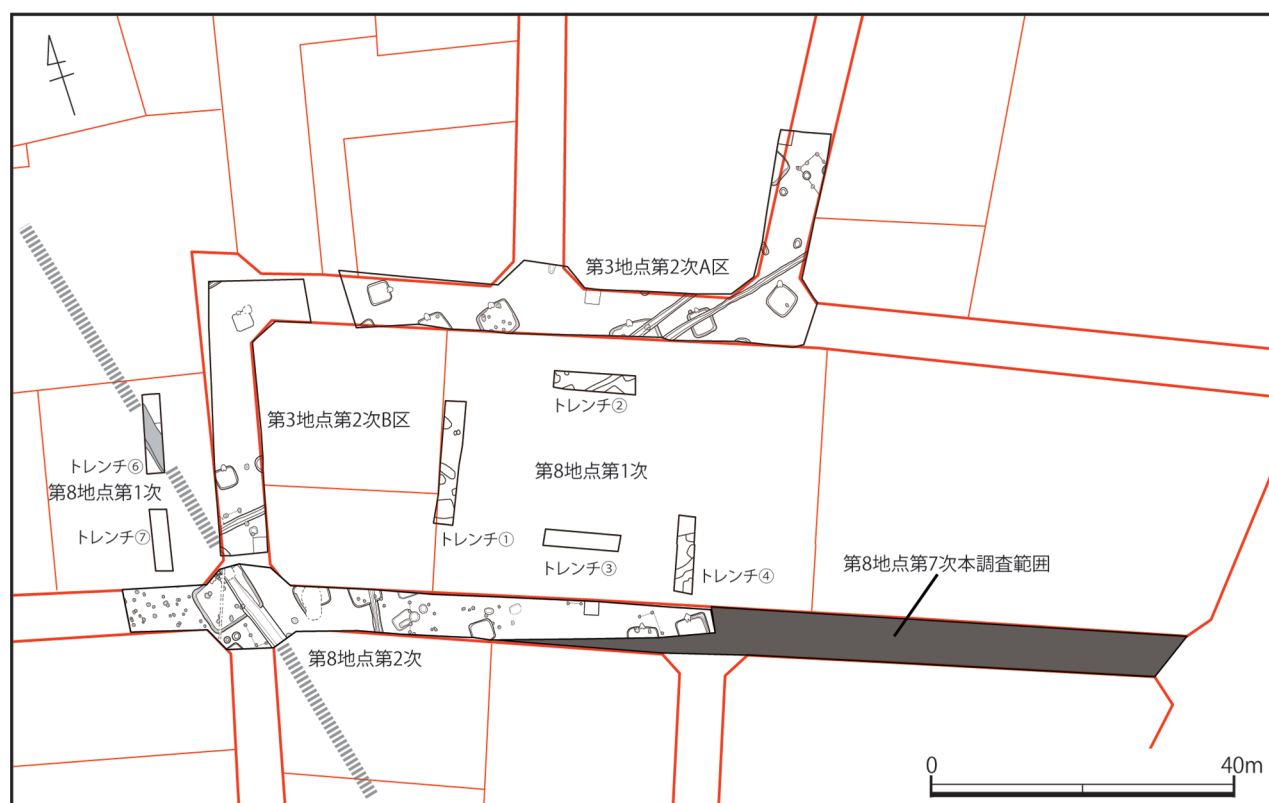 第3地点第2次A区
トレンチ②
第3地点第2次B区
トレンチ⑥
第8地点第1次
第8地点第1次
トレンチ⑦
トレンチ①
トレンチ③
トレンチ④
第8地点第7次本調査範囲
第8地点第2次
0
40m